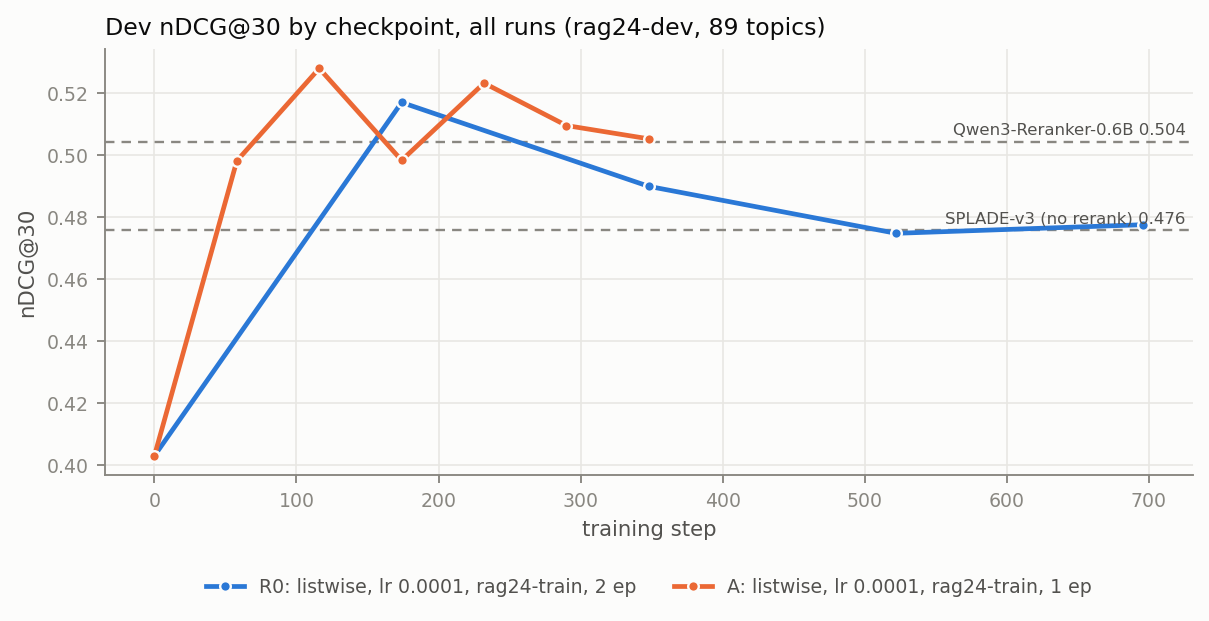 Dev nDCG@30 by checkpoint, all runs (rag24-dev, 89 topics)
nDCG@30
0.52
0.50
0.48
0.46
0.44
0.42
0.40
Qwen3-Reranker-0.6B 0.504
SPLADE-v3 (no rerank) 0.476
0 100 200 300 400 500 600 700
training step
R0: listwise, lr 0.0001, rag24-train, 2 ep A: listwise, lr 0.0001, rag24-train, 1 ep